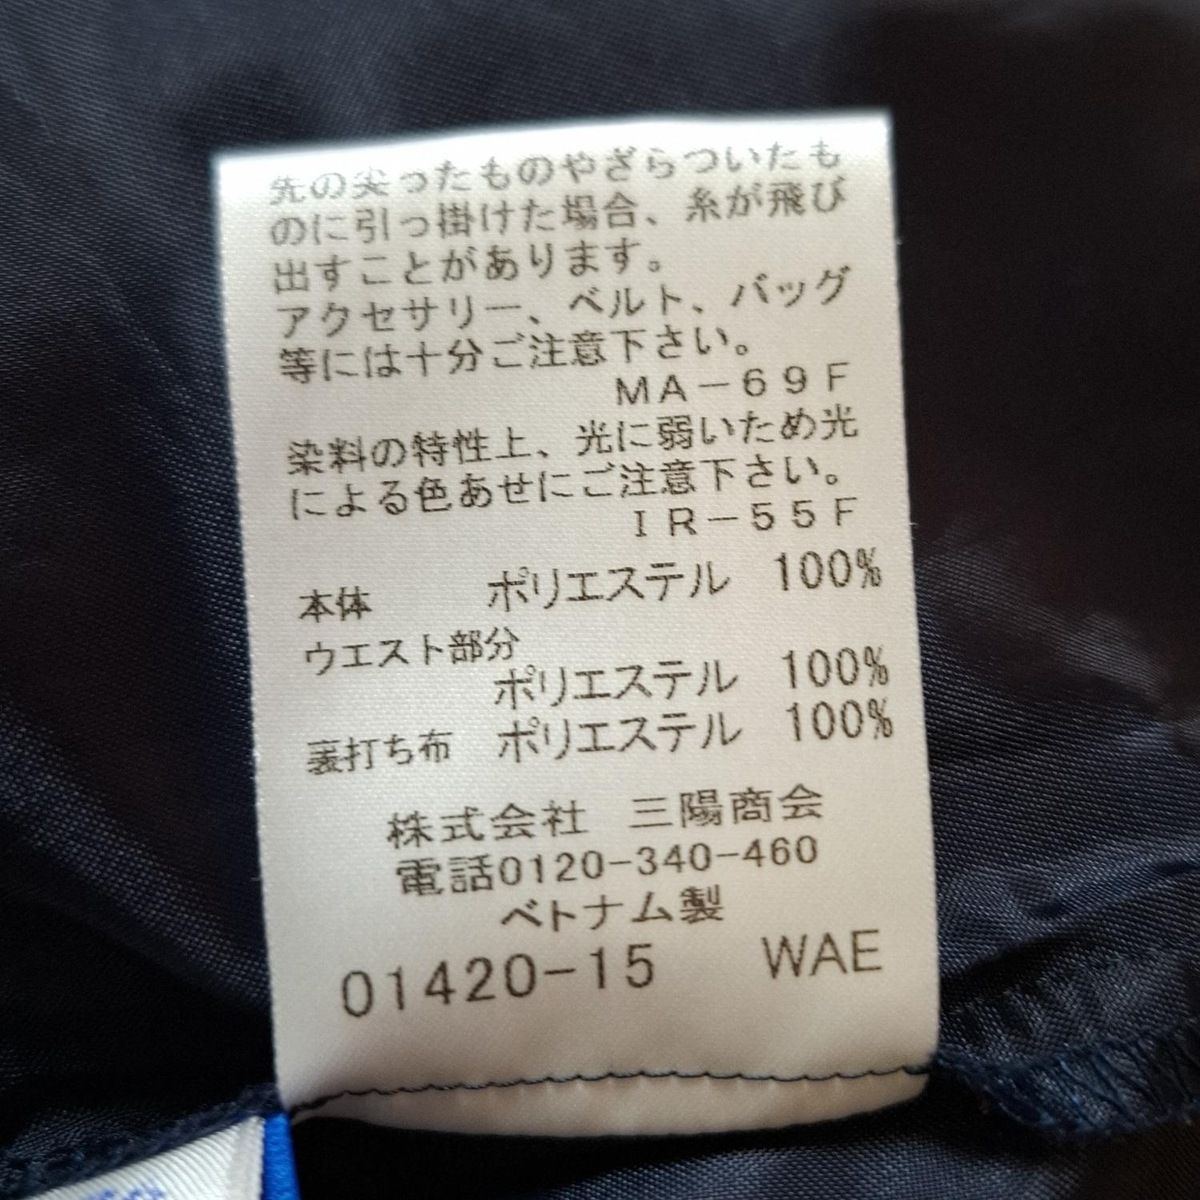 先の尖ったものやざらついたも
のに引っ掛けた場合、糸が飛び
出すことがあります。
アクセサリー、ベルト、バッグ
等には十分ご注意下さい。
MA-69F
染料の特性上、光に弱いため光
による色あせにご注意下さい。
IR-55F
本体 ポリエステル 100%
ウエスト部分
ポリエステル 100%
裏打ち布 ポリエステル 100%
株式会社 三陽商会
電話0120-340-460
ベトナム製
01420-15 WAE